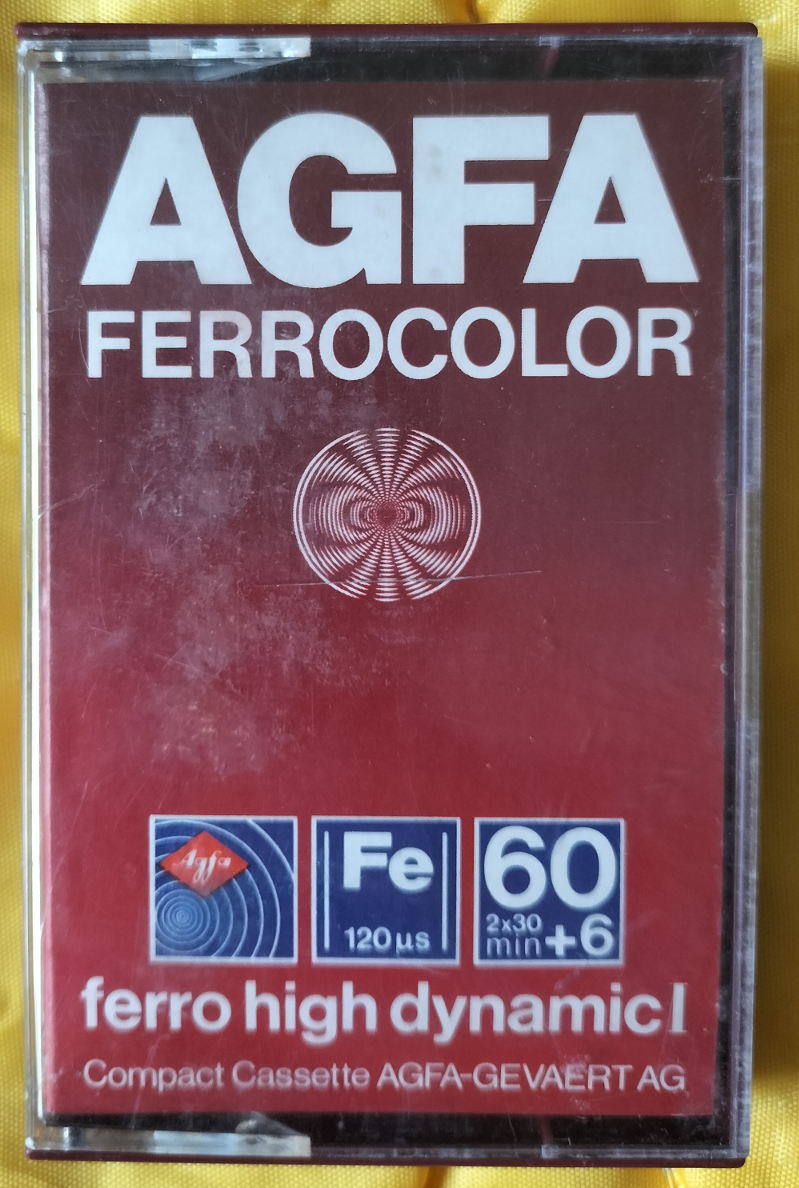 AGFA
FERROCOLOR
Agfa
Fe
120 µs
60
2x30
min +6
ferro high dynamic I
Compact Cassette AGFA-GEVAERT AG